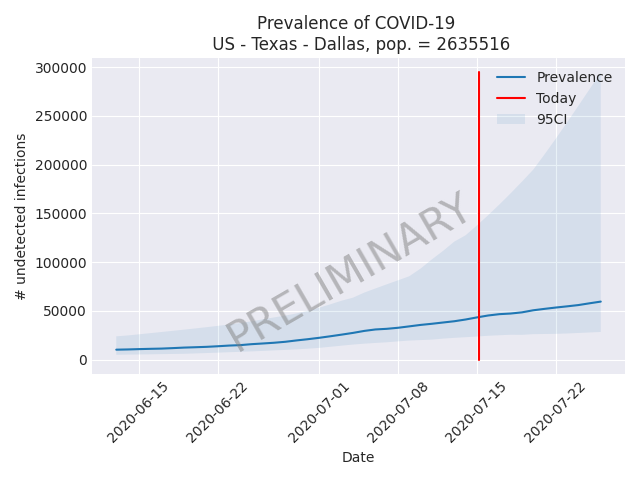 Prevalence of COVID-19
US - Texas - Dallas, pop. = 2635516
300000
250000
200000
150000
100000
50000
0
# undetected infections
Prevalence
Today
95CI
PRELIMINARY
2020-06-15
2020-06-22
2020-07-01
2020-07-08
2020-07-15
2020-07-22
Date